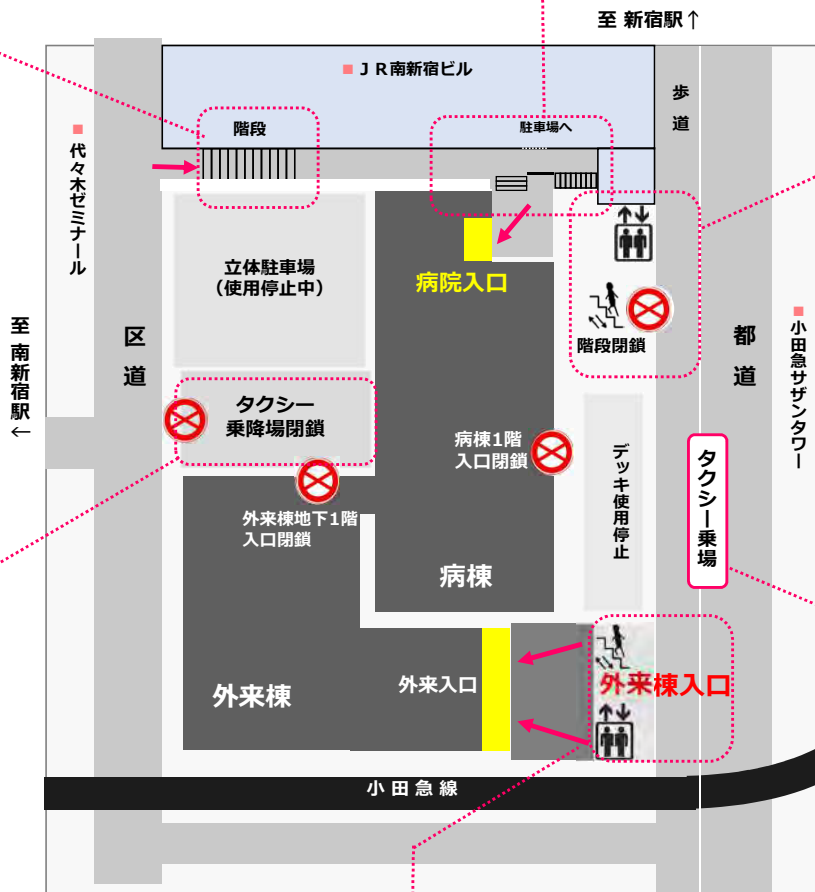 至 新宿駅↑
■ JR南新宿ビル
歩道
階段
駐車場へ
■ 代々木ゼミナール
立体駐車場
（使用停止中）
病院入口
階段閉鎖
至 南新宿駅←
区道
都道
■ 小田急サザンタワー
タクシー
乗降場閉鎖
病棟1階
入口閉鎖
デッキ使用停止
タクシー乗場
外来棟地下1階
入口閉鎖
病棟
外来棟
外来入口
外来棟入口
小田急線